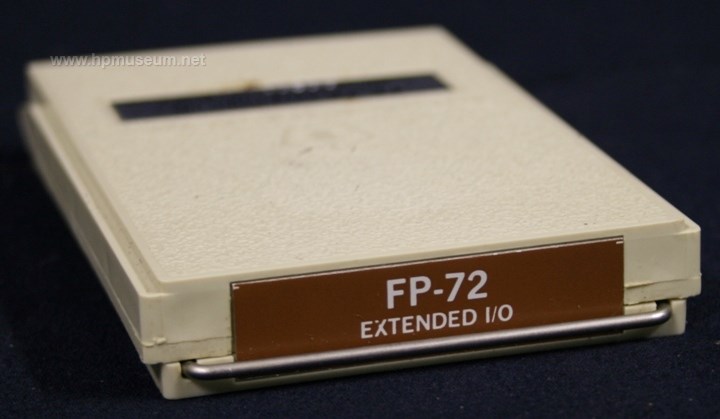 www.hpmuseum.net
FP-72
EXTENDED I/O